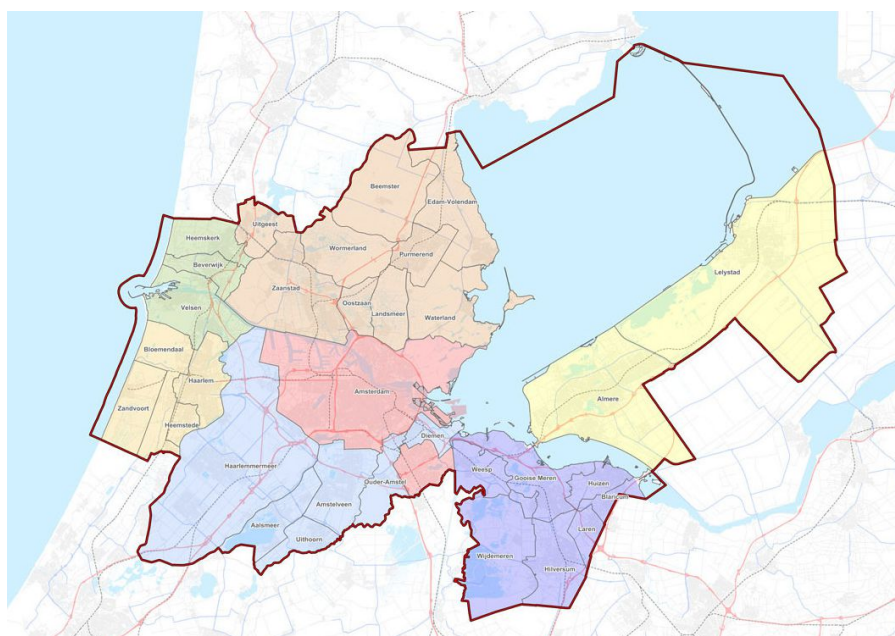 Beemster
Edam-Volendam
Uitgeest
Heemskerk
Wormerland
Purmerend
Beverwijk
Lelystad
Zaanstad
Oostzaan
Velsen
Landsmeer
Waterland
Bloemendaal
Haarlem
Amsterdam
Almere
Zandvoort
Heemstede
Diemen
Haarlemmermeer
Weesp
Gooise Meren
Ouder-Amstel
Huizen
Blaricum
Amstelveen
Aalsmeer
Laren
Uithoorn
Wijdemeren
Hilversum